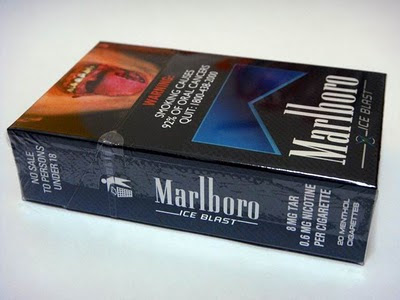 WARNING:
SMOKING CAUSES
92% OF ORAL CANCERS
QUIT: 1800-438-2000
Marlboro
ICE BLAST
NO SALE
TO PERSONS
UNDER 18
Marlboro
ICE BLAST
8 MG TAR
0.6 MG NICOTINE
PER CIGARETTE
20 MENTHOL
CIGARETTES